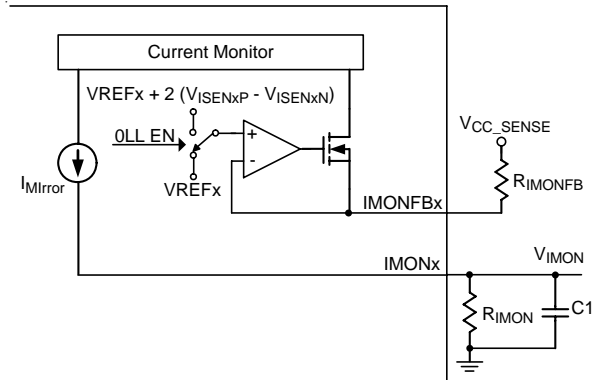 Current Monitor
VREFx + 2 (VISENxP - VISENxN)
0LL EN
+
-
VREFx
IMIrror
VCC_SENSE
RIMONFB
IMONFBx
IMONx
VIMON
RIMON
C1